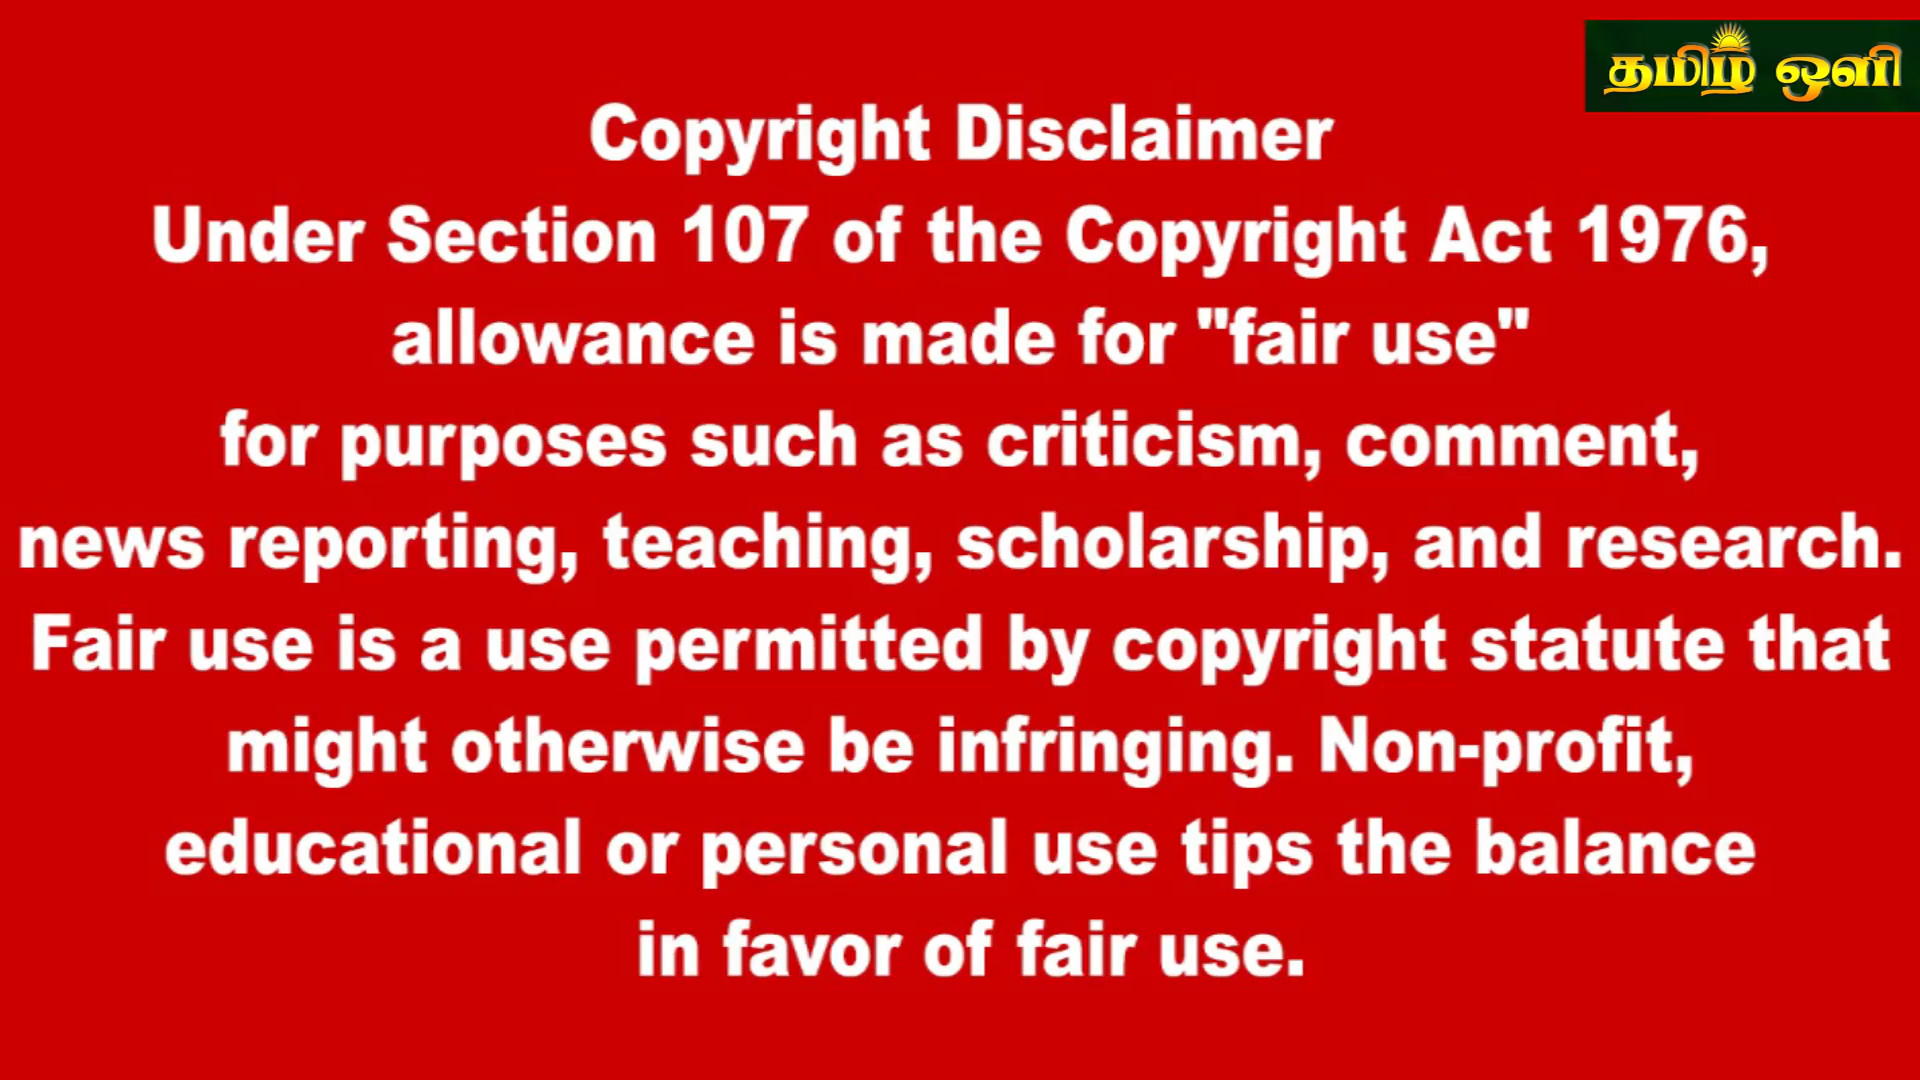 தமிழ் ஒளி
Copyright Disclaimer
Under Section 107 of the Copyright Act 1976,
allowance is made for "fair use"
for purposes such as criticism, comment,
news reporting, teaching, scholarship, and research.
Fair use is a use permitted by copyright statute that
might otherwise be infringing. Non-profit,
educational or personal use tips the balance
in favor of fair use.